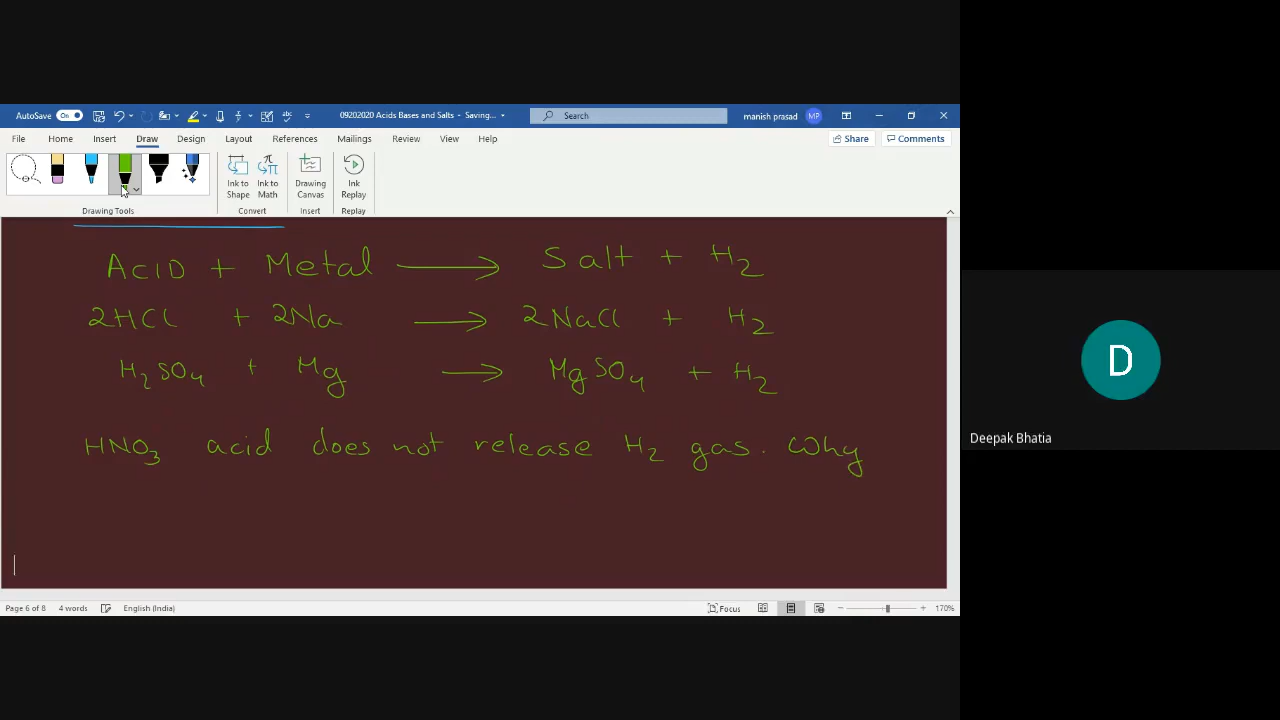 AutoSave On 09202020 Acids Bases and Salts - Saving... Search manish prasad MP
File Home Insert Draw Design Layout References Mailings Review View Help Share Comments
Ink to Shape Ink to Math Drawing Canvas Ink Replay
Drawing Tools Convert Insert Replay
ACID + Metal ⟶ Salt + H₂
2HCl + 2Na ⟶ 2NaCl + H₂
H₂SO₄ + Mg ⟶ MgSO₄ + H₂
HNO₃ acid does not release H₂ gas. Why
Page 6 of 8 4 words English (India) Focus 170%
D
Deepak Bhatia